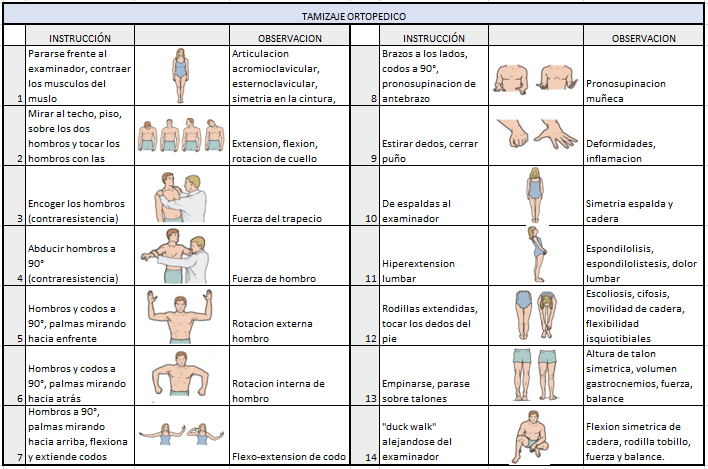 TAMIZAJE ORTOPEDICO
INSTRUCCIÓN
OBSERVACION
INSTRUCCIÓN
OBSERVACION
1
Pararse frente al
examinador, contraer
los musculos del
muslo
Articulacion
acromioclavicular,
esternoclavicular,
simetria en la cintura,
2
Mirar al techo, piso,
sobre los dos
hombros y tocar los
hombros con las
Extension, flexion,
rotacion de cuello
3
Encoger los hombros
(contraresistencia)
Fuerza del trapecio
4
Abducir hombros a
90°
(contraresistencia)
Fuerza de hombro
5
Hombros y codos a
90°, palmas mirando
hacia enfrente
Rotacion externa
hombro
6
Hombros y codos a
90°, palmas mirando
hacia atrás
Rotacion interna de
hombro
7
Hombros a 90°,
palmas mirando
hacia arriba, flexiona
y extiende codos
Flexo-extension de codo
8
Brazos a los lados,
codos a 90°,
pronosupinacion de
antebrazo
Pronosupinacion
muñeca
9
Estirar dedos, cerrar
puño
Deformidades,
inflamacion
10
De espaldas al
examinador
Simetria espalda y
cadera
11
Hiperextension
lumbar
Espondilolisis,
espondilolistesis, dolor
lumbar
12
Rodillas extendidas,
tocar los dedos del
pie
Escoliosis, cifosis,
movilidad de cadera,
flexibilidad
isquiotibiales
13
Empinarse, parase
sobre talones
Altura de talon
simetrica, volumen
gastrocnemios, fuerza,
balance
14
"duck walk"
alejandose del
examinador
Flexion simetrica de
cadera, rodilla tobillo,
fuerza y balance.